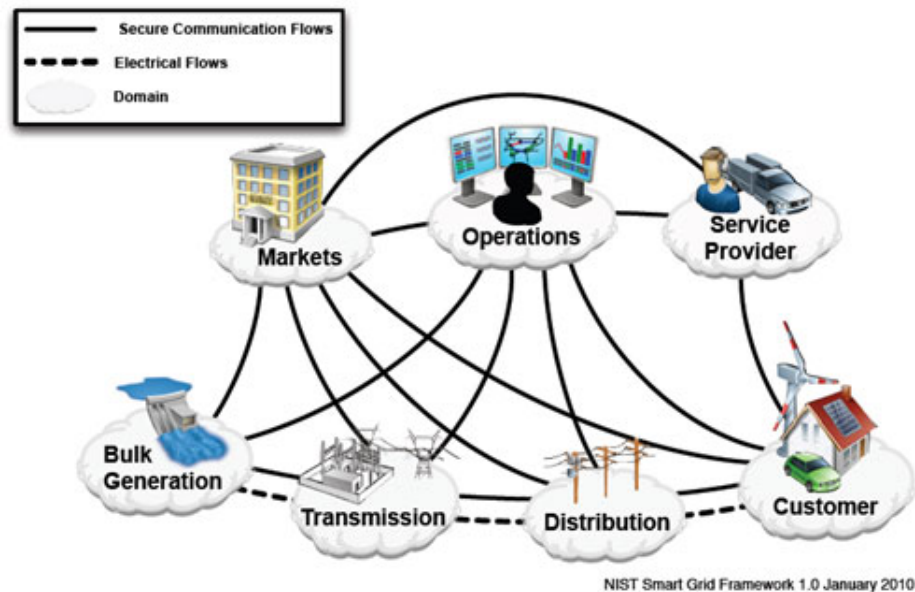 Secure Communication Flows
Electrical Flows
Domain
Markets
Operations
Service
Provider
Bulk
Generation
Transmission
Distribution
Customer
NIST Smart Grid Framework 1.0 January 2010